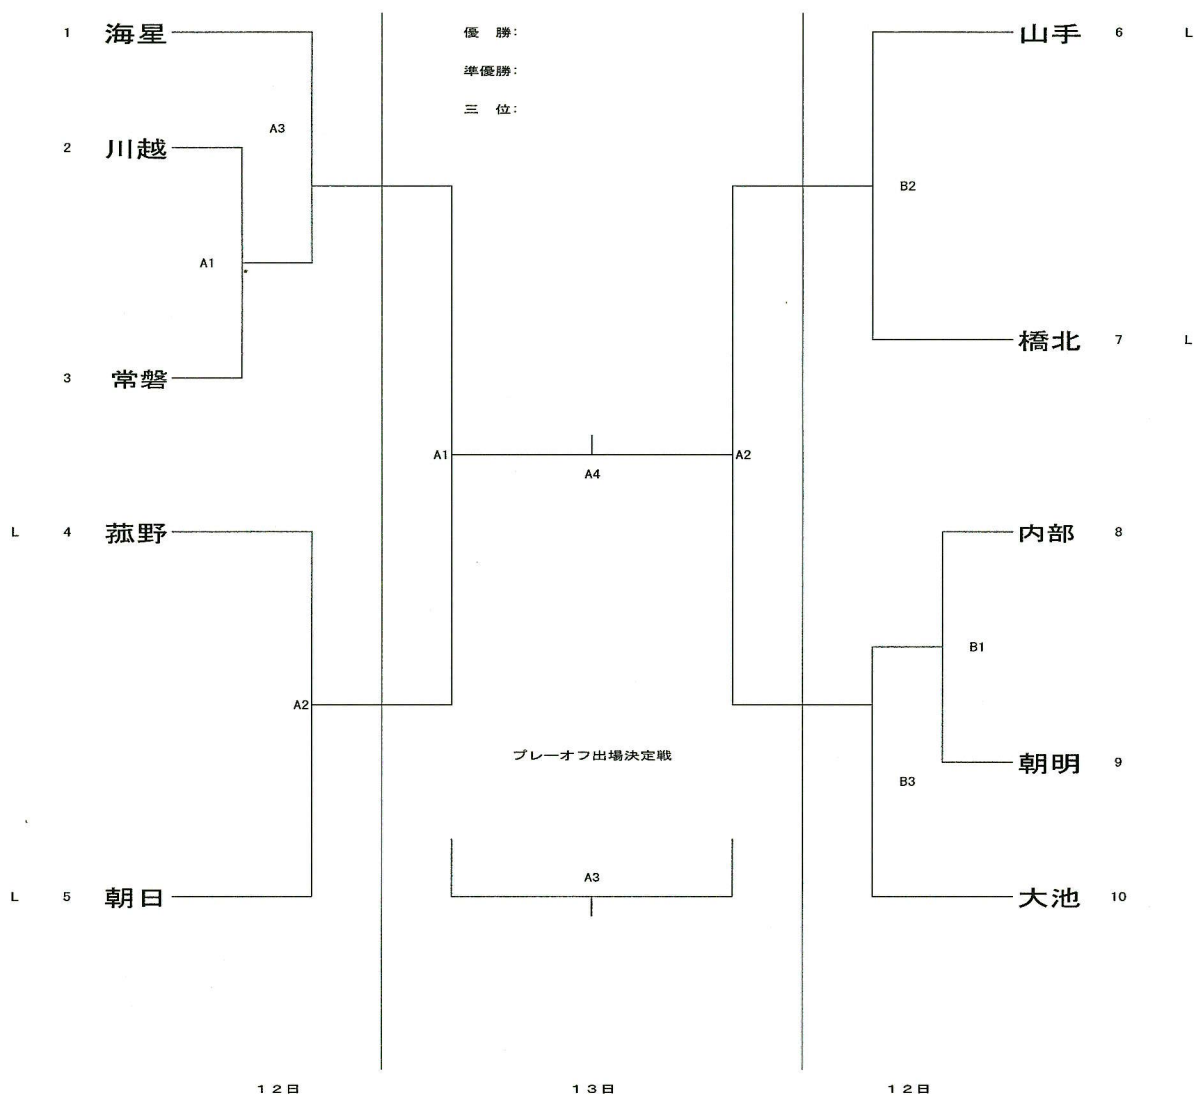 1 海星
優　勝：
山手 6 L
準優勝：
三　位：
A3
2 川越
B2
A1
橋北 7 L
3 常磐
A1
A2
A4
L 4 菰野
内部 8
B1
A2
プレーオフ出場決定戦
朝明 9
B3
A3
L 5 朝日
大池 10
１２日
１３日
１２日